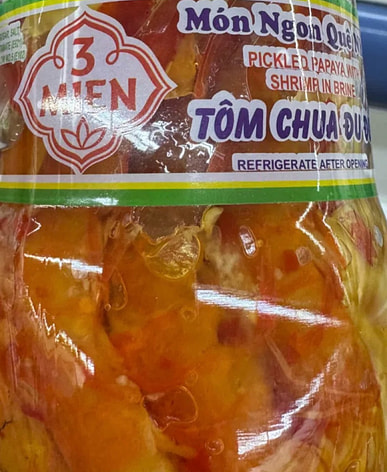 3
MIEN
Món Ngon Quê
PICKLED PAPAYA WITH
SHRIMP IN BRINE
TÔM CHUA ĐU
REFRIGERATE AFTER OPENING